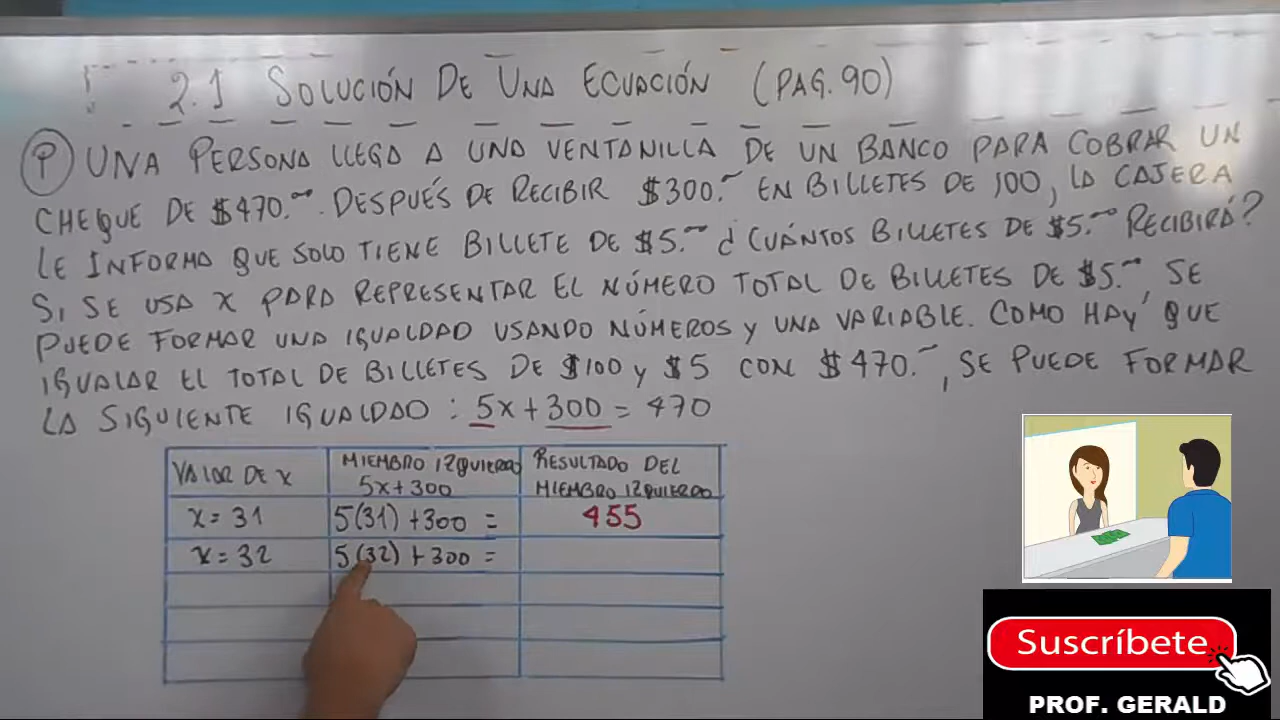 2.1 SOLUCIÓN DE UNA ECUACIÓN (PAG. 90)
P UNA PERSONA LLEGA A UNA VENTANILLA DE UN BANCO PARA COBRAR UN
CHEQUE DE $470.00. DESPUÉS DE RECIBIR $300.00 EN BILLETES DE 100, LA CAJERA
LE INFORMA QUE SOLO TIENE BILLETE DE $5.00 ¿CUÁNTOS BILLETES DE $5.00 RECIBIRÁ?
SI SE USA X PARA REPRESENTAR EL NÚMERO TOTAL DE BILLETES DE $5.00, SE
PUEDE FORMAR UNA IGUALDAD USANDO NÚMEROS Y UNA VARIABLE. COMO HAY QUE
IGUALAR EL TOTAL DE BILLETES DE $100 Y $5 CON $470.00, SE PUEDE FORMAR
LA SIGUIENTE IGUALDAD: 5x + 300 = 470
VALOR DE X MIEMBRO IZQUIERDO 5x+300 RESULTADO DEL MIEMBRO IZQUIERDO
x = 31 5(31) + 300 = 455
x = 32 5(32) + 300 =
Suscríbete
PROF. GERALD